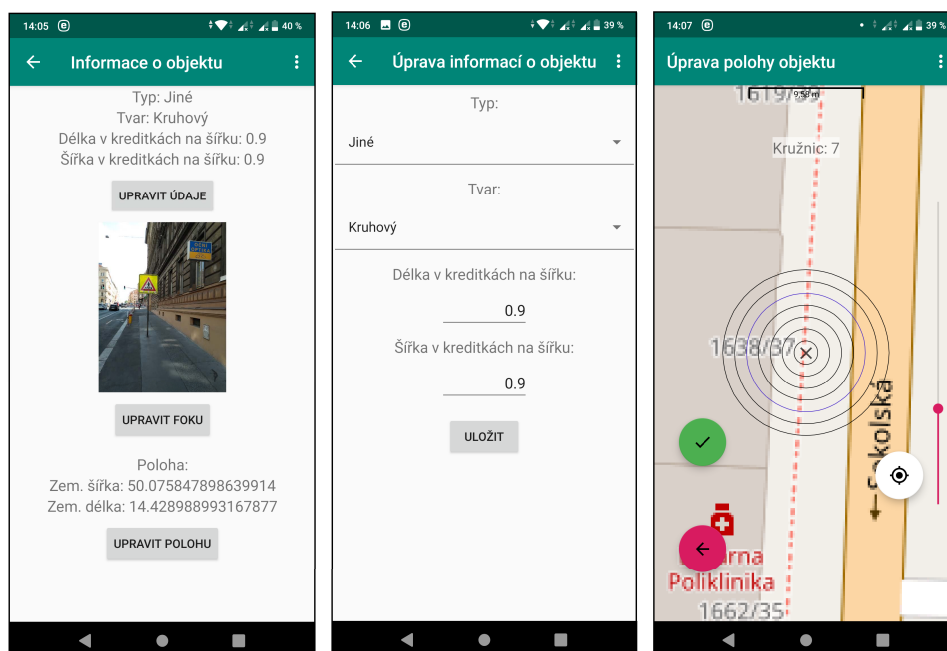 14:05
40 %
Informace o objektu
Typ: Jiné
Tvar: Kruhový
Délka v kreditkách na šířku: 0.9
Šířka v kreditkách na šířku: 0.9
UPRAVIT ÚDAJE
UPRAVIT FOKU
Poloha:
Zem. šířka: 50.075847898639914
Zem. délka: 14.428988993167877
UPRAVIT POLOHU
14:06
39 %
Úprava informací o objektu
Typ:
Jiné
Tvar:
Kruhový
Délka v kreditkách na šířku:
0.9
Šířka v kreditkách na šířku:
0.9
ULOŽIT
14:07
39 %
Úprava polohy objektu
9,58 m
Kružnic: 7
1638/37
Sokolská
Poliklinika
1662/35